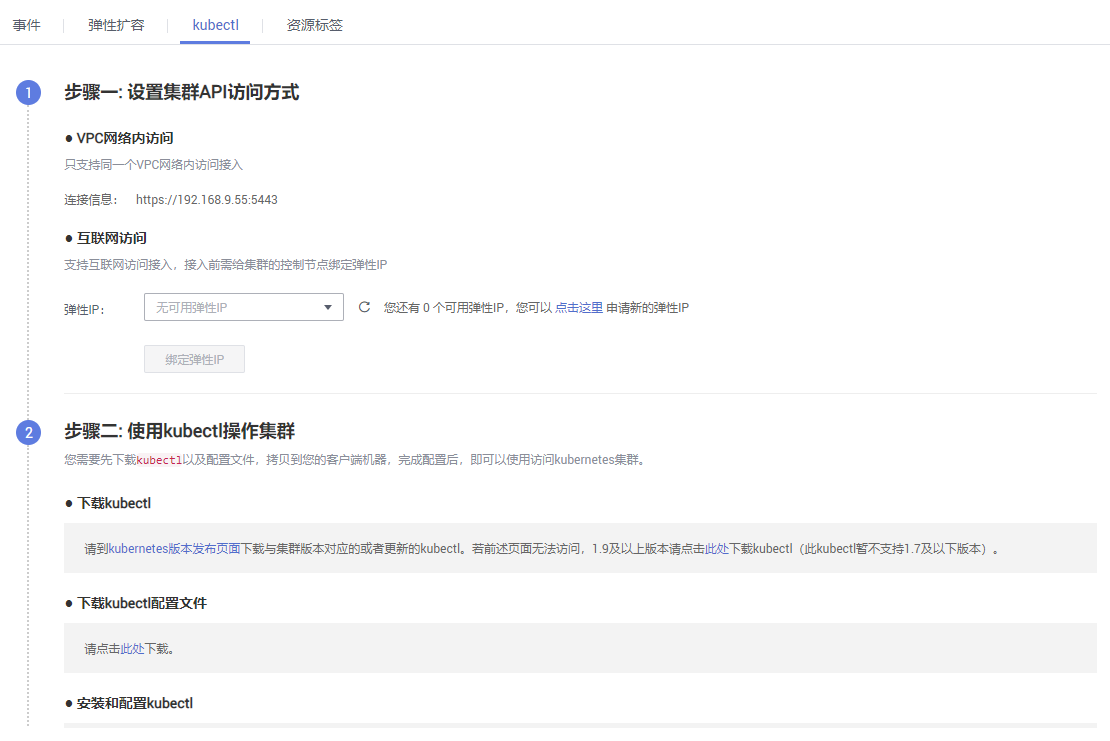 事件 弹性扩容 kubectl 资源标签
1 步骤一: 设置集群API访问方式
● VPC网络内访问
只支持同一个VPC网络内访问接入
连接信息： https://192.168.9.55:5443
● 互联网访问
支持互联网访问接入，接入前需给集群的控制节点绑定弹性IP
弹性IP： 无可用弹性IP 您还有 0 个可用弹性IP，您可以 点击这里 申请新的弹性IP
绑定弹性IP
2 步骤二: 使用kubectl操作集群
您需要先下载kubectl以及配置文件，拷贝到您的客户端机器，完成配置后，即可以使用访问kubernetes集群。
● 下载kubectl
请到kubernetes版本发布页面下载与集群版本对应的或者更新的kubectl。若前述页面无法访问，1.9及以上版本请点击此处下载kubectl（此kubectl暂不支持1.7及以下版本）。
● 下载kubectl配置文件
请点击此处下载。
● 安装和配置kubectl